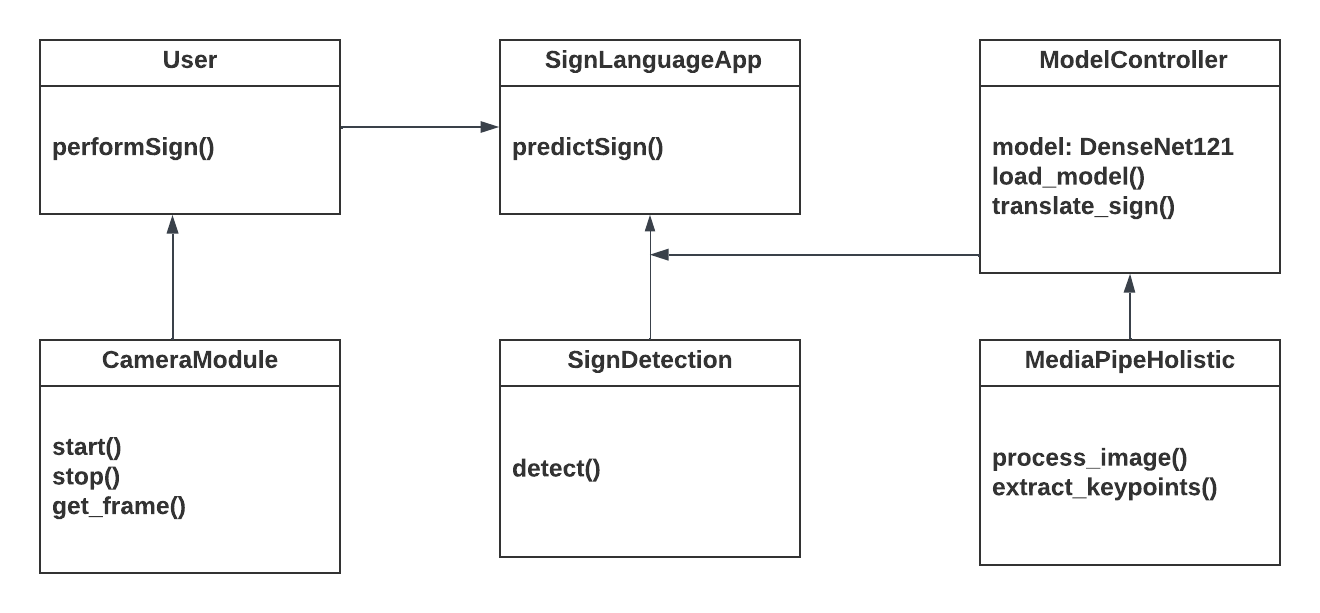 User
performSign()
SignLanguageApp
predictSign()
ModelController
model: DenseNet121
load_model()
translate_sign()
CameraModule
start()
stop()
get_frame()
SignDetection
detect()
MediaPipeHolistic
process_image()
extract_keypoints()